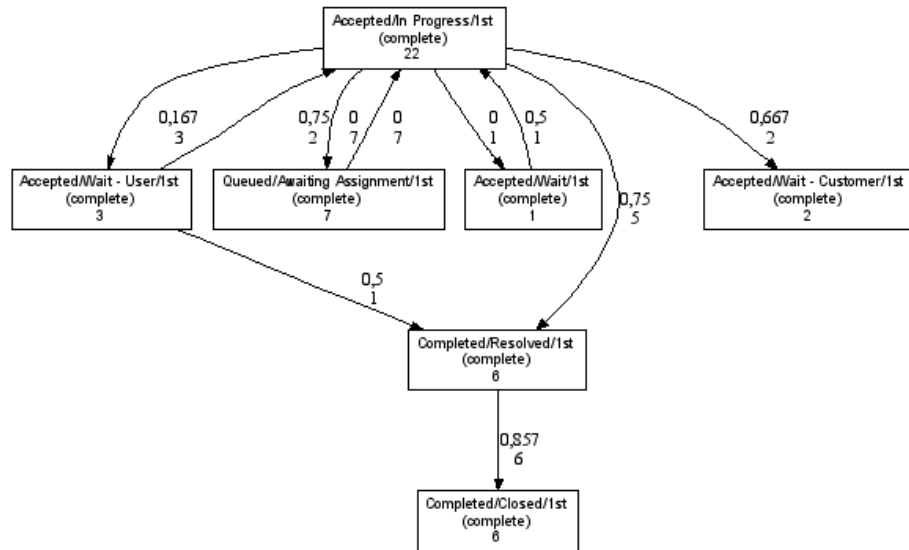 Accepted/In Progress/1st
(complete)
22
0,167
3
0,75
2
0
7
0
7
0
1
0,5
1
0,667
2
Accepted/Wait - User/1st
(complete)
3
Queued/Awaiting Assignment/1st
(complete)
7
Accepted/Wait/1st
(complete)
1
Accepted/Wait - Customer/1st
(complete)
2
0,75
5
0,5
1
Completed/Resolved/1st
(complete)
6
0,857
6
Completed/Closed/1st
(complete)
6